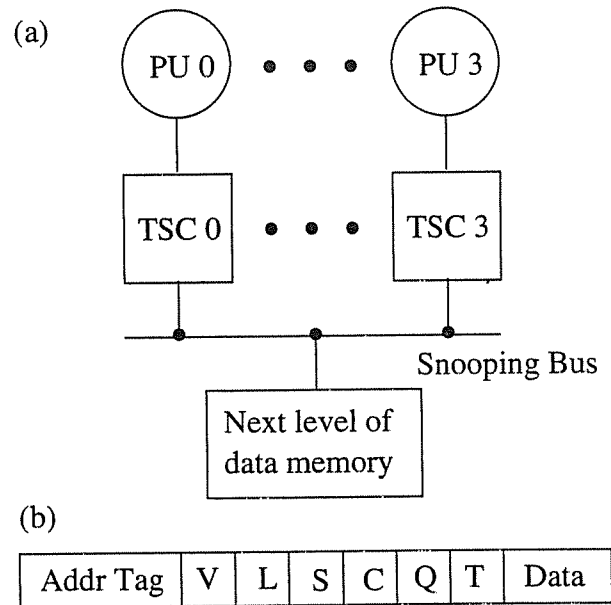 (a)
PU 0
PU 3
TSC 0
TSC 3
Snooping Bus
Next level of
data memory
(b)
Addr Tag V L S C Q T Data